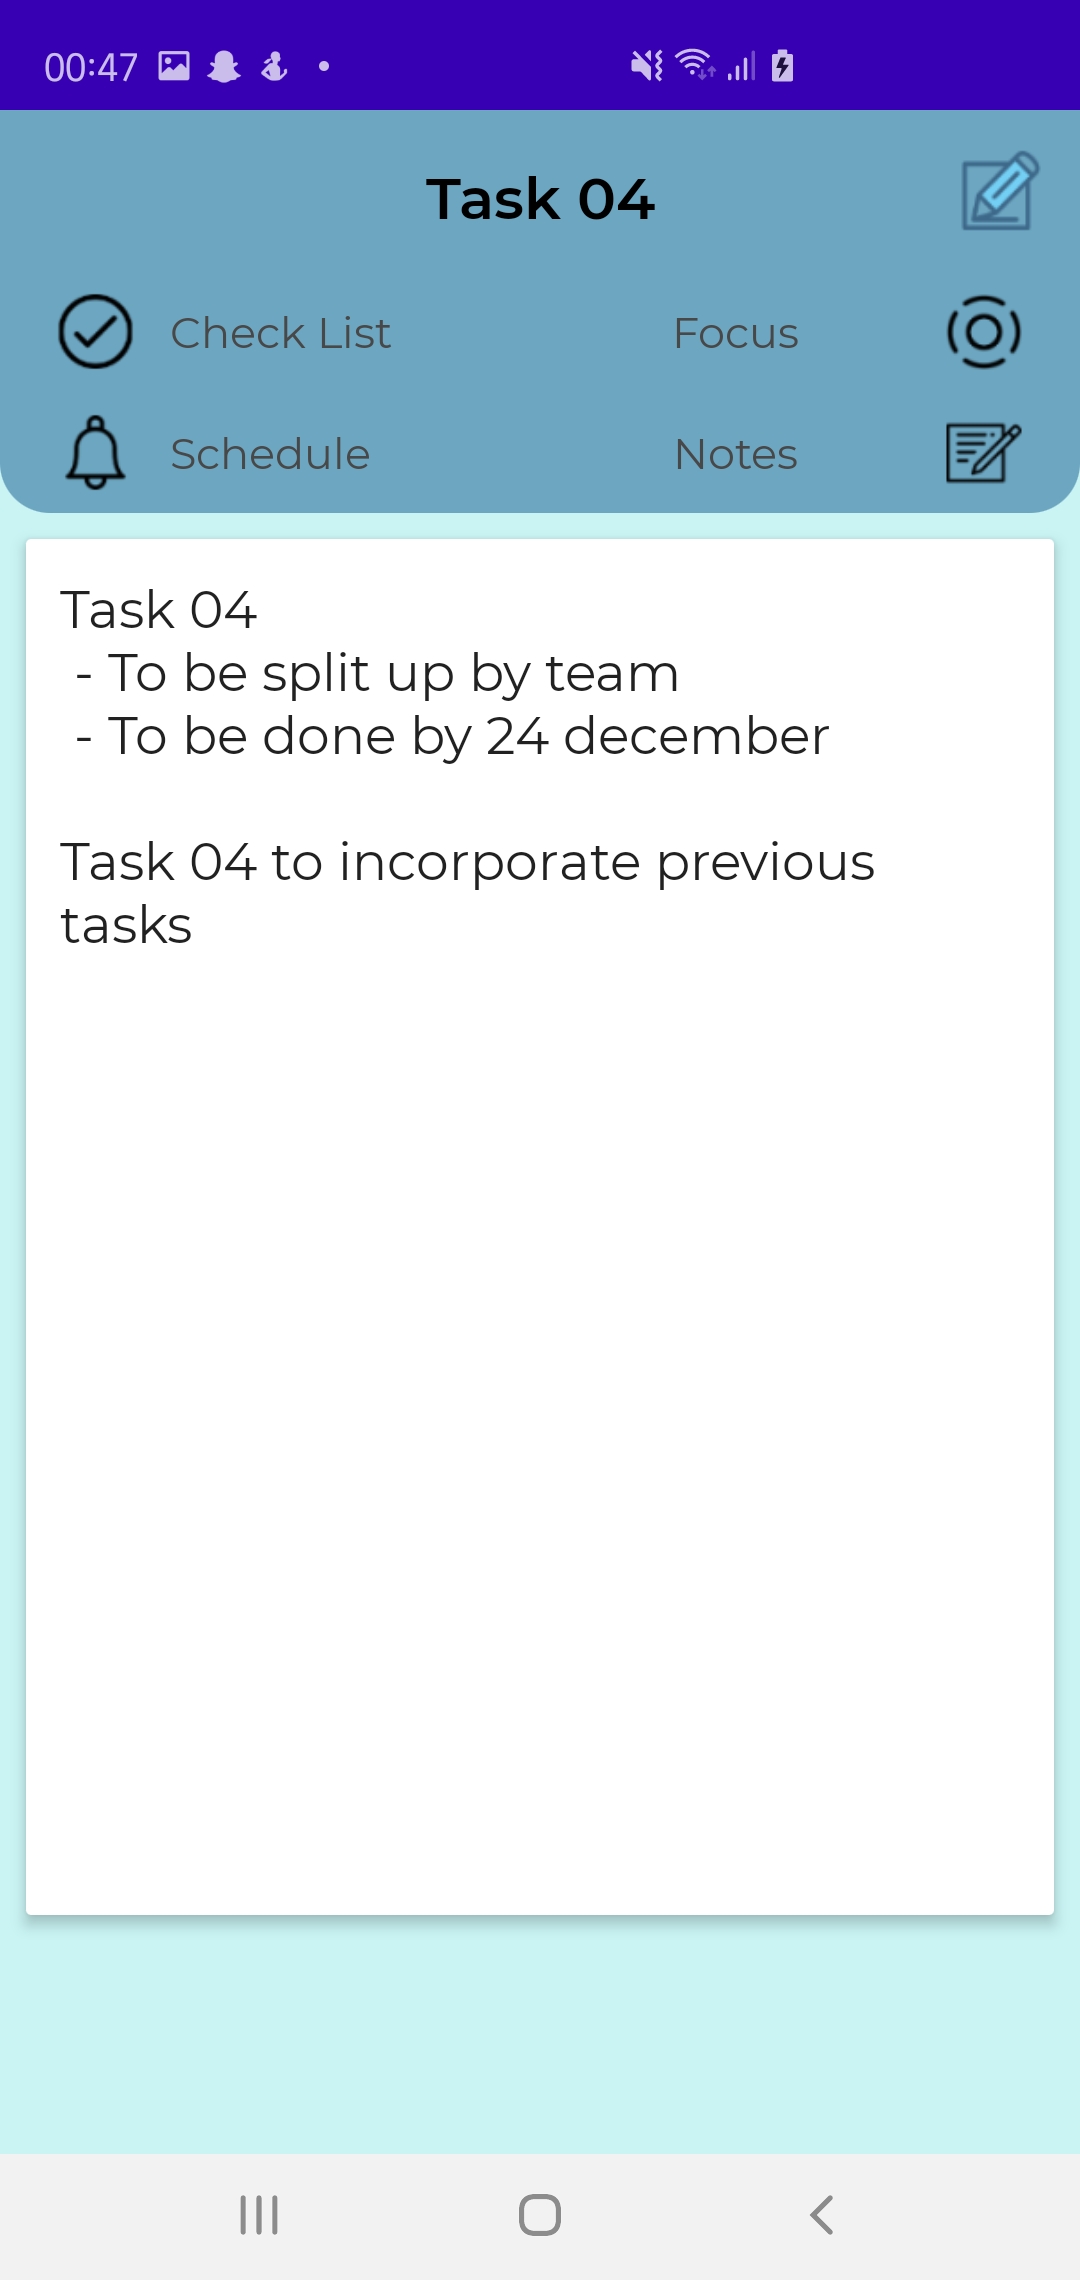 00:47
Task 04
Check List
Focus
Schedule
Notes
Task 04
- To be split up by team
- To be done by 24 december
Task 04 to incorporate previous
tasks